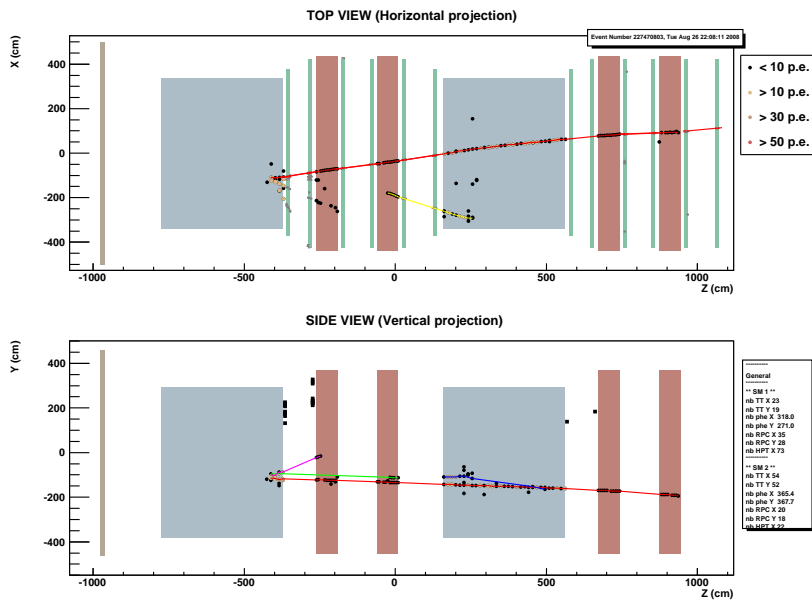 TOP VIEW (Horizontal projection)
Event Number 227470803, Tue Aug 26 22:08:11 2008
X (cm)
400
200
0
-200
-400
-1000
-500
0
500
1000
Z (cm)
< 10 p.e.
> 10 p.e.
> 30 p.e.
> 50 p.e.
SIDE VIEW (Vertical projection)
Y (cm)
400
200
0
-200
-400
-1000
-500
0
500
1000
Z (cm)
----------
General
----------
** SM 1
nb TT X 23
nb TT Y 19
nb phe X 318.0
nb phe Y 271.0
nb RPC X 35
nb RPC Y 28
nb HPT X 73
----------
** SM 2
nb TT X 54
nb TT Y 52
nb phe X 365.4
nb phe Y 367.7
nb RPC X 20
nb RPC Y 18
nb HPT X 22